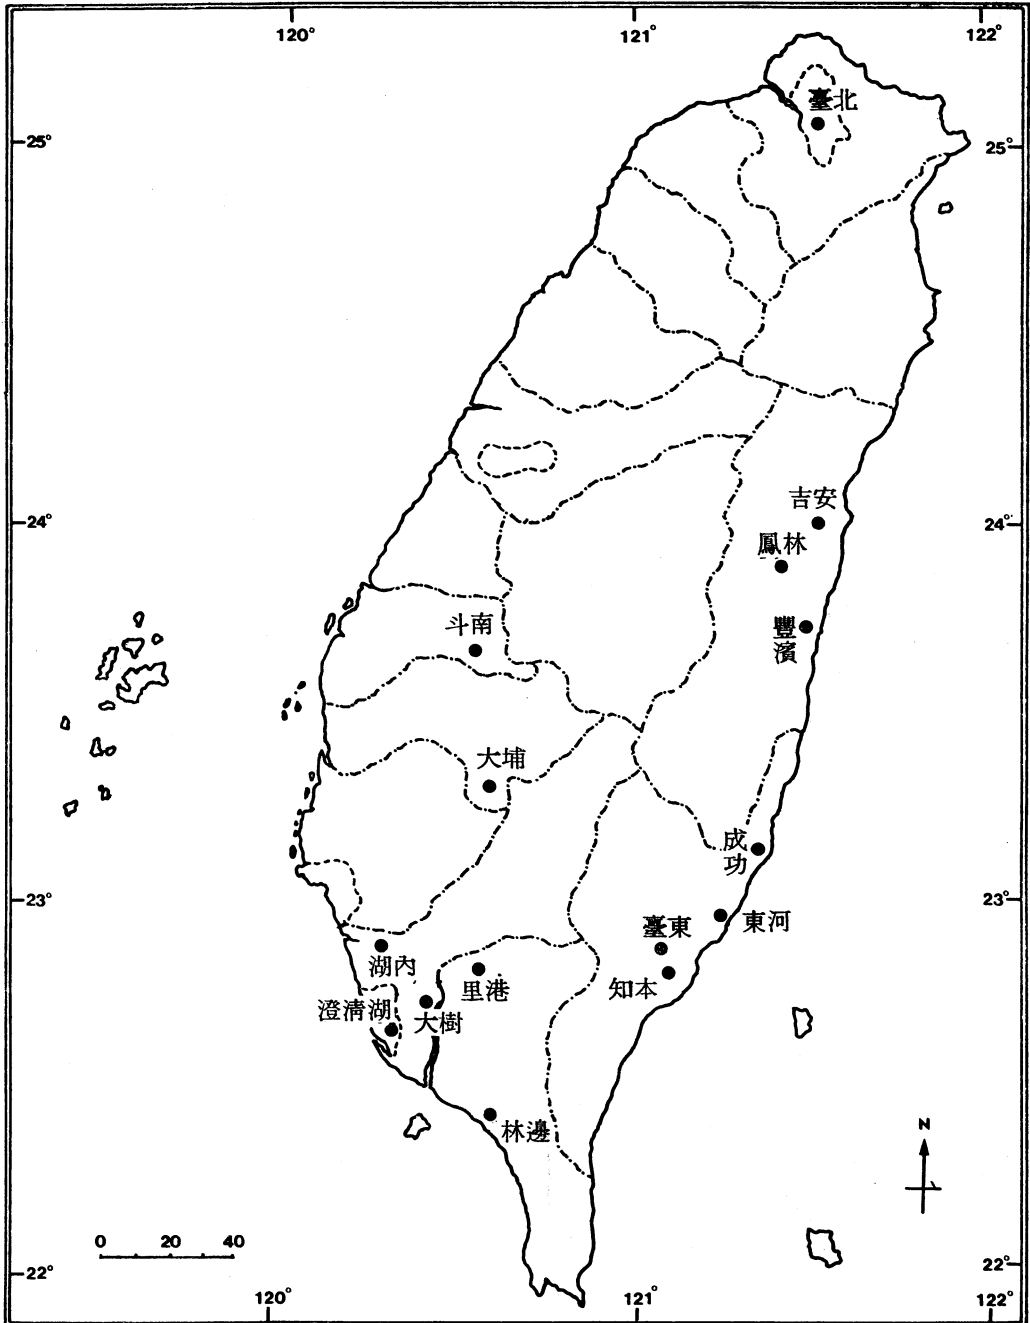 120°
121°
122°
臺北
25°
25°
吉安
24°
24°
鳳林
斗南
豐
濱
大埔
成
功
23°
23°
臺東
東河
湖內
里港
知本
澄清湖
大樹
林邊
N
0 20 40
22°
22°
120°
121°
122°